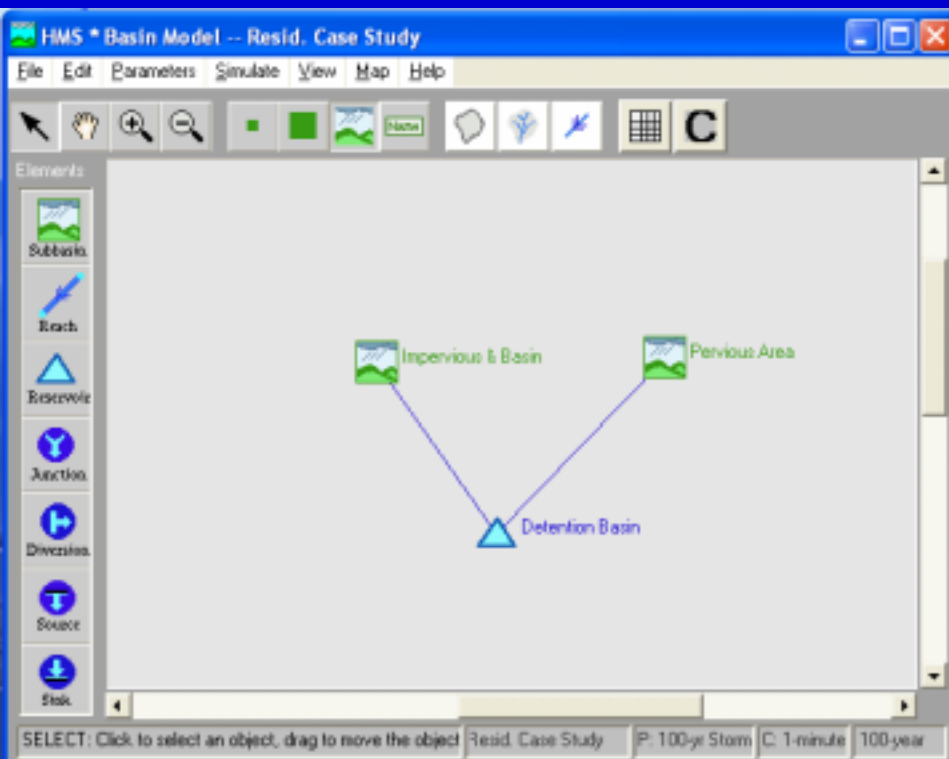 HMS * Basin Model -- Resid. Case Study
File Edit Parameters Simulate View Map Help
Name C
Elements
Subbasin
Reach
Reservoir
Junction
Diversion
Source
Sink
Impervious & Basin
Pervious Area
Detention Basin
SELECT: Click to select an object, drag to move the object Resid. Case Study P: 100-yr Storm C: 1-minute 100-year